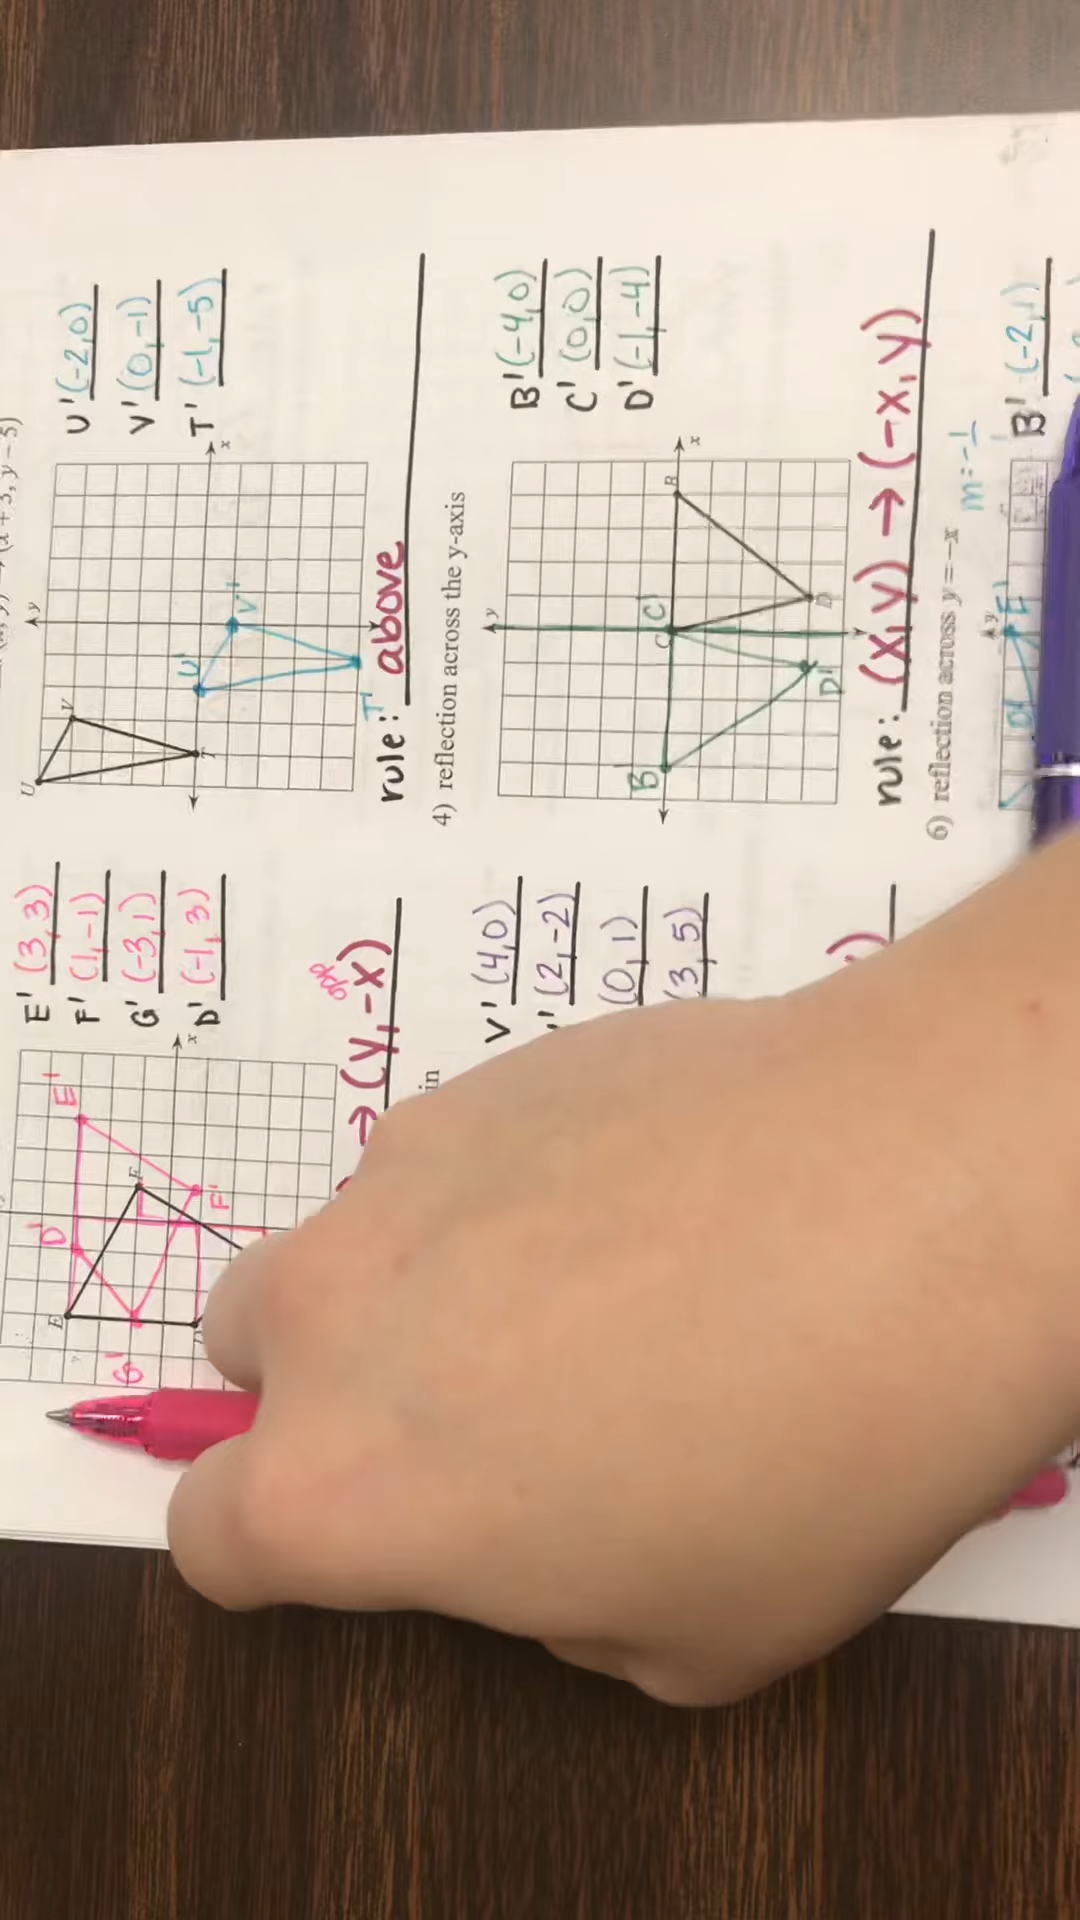 y
x
E
F
D'
E'
F'
G'
E' (3,3)
F' (1,-1)
G' (-3,1)
D' (-1,3)
→ (y,-x)
opp
y
x
U
V
T
U'
V'
T'
U' (-2,0)
V' (0,-1)
T' (-1,-5)
rule: above
in
V' (4,0)
' (2,-2)
(0,1)
(3,5)
4) reflection across the y-axis
y
x
B
C
D
B'
C'
D'
B' (-4,0)
C' (0,0)
D' (-1,-4)
rule: (x,y) → (-x,y)
6) reflection across y = -x
m=-1
y
E'
B' (-2,1)